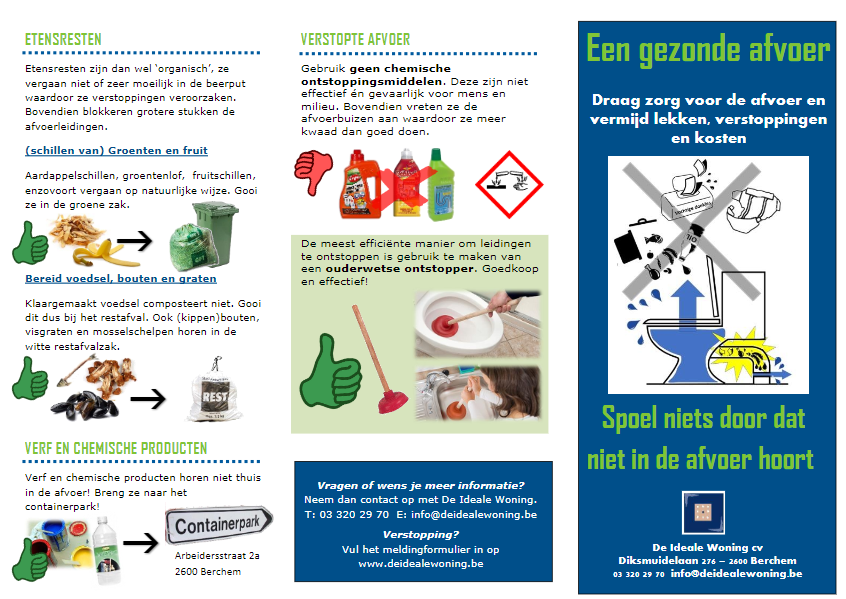 ETENSRESTEN
Etensresten zijn dan wel 'organisch', ze
vergaan niet of zeer moeilijk in de beerput
waardoor ze verstoppingen veroorzaken.
Bovendien blokkeren grotere stukken de
afvoerleidingen.
(schillen van) Groenten en fruit
Aardappelschillen, groentenlof, fruitschillen,
enzovoort vergaan op natuurlijke wijze. Gooi
ze in de groene zak.
Bereid voedsel, bouten en graten
Klaargemaakt voedsel composteert niet. Gooi
dit dus bij het restafval. Ook (kippen)bouten,
visgraten en mosselschelpen horen in de
witte restafvalzak.
REST
VERF EN CHEMISCHE PRODUCTEN
Verf en chemische producten horen niet thuis
in de afvoer! Breng ze naar het
containerpark!
Containerpark
Arbeidersstraat 2a
2600 Berchem
VERSTOPTE AFVOER
Gebruik geen chemische
ontstoppingsmiddelen. Deze zijn niet
effectief én gevaarlijk voor mens en
milieu. Bovendien vreten ze de
afvoerbuizen aan waardoor ze meer
kwaad dan goed doen.
De meest efficiënte manier om leidingen
te ontstoppen is gebruik te maken van
een ouderwetse ontstopper. Goedkoop
en effectief!
Vragen of wens je meer informatie?
Neem dan contact op met De Ideale Woning.
T: 03 320 29 70 E: info@deidealewoning.be
Verstopping?
Vul het meldingformulier in op
www.deidealewoning.be
Een gezonde afvoer
Draag zorg voor de afvoer en
vermijd lekken, verstoppingen
en kosten
Vochtige doekjes
OIL
Spoel niets door dat
niet in de afvoer hoort
De Ideale Woning cv
Diksmuidelaan 276 – 2600 Berchem
03 320 29 70 info@deidealewoning.be